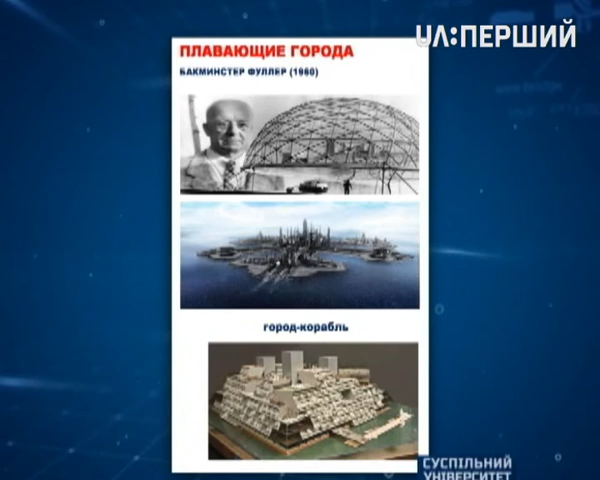 UA:ПЕРШИЙ
ПЛАВАЮЩИЕ ГОРОДА
БАКМИНСТЕР ФУЛЛЕР (1960)
город-корабль
СУСПІЛЬНИЙ
УНІВЕРСИТЕТ